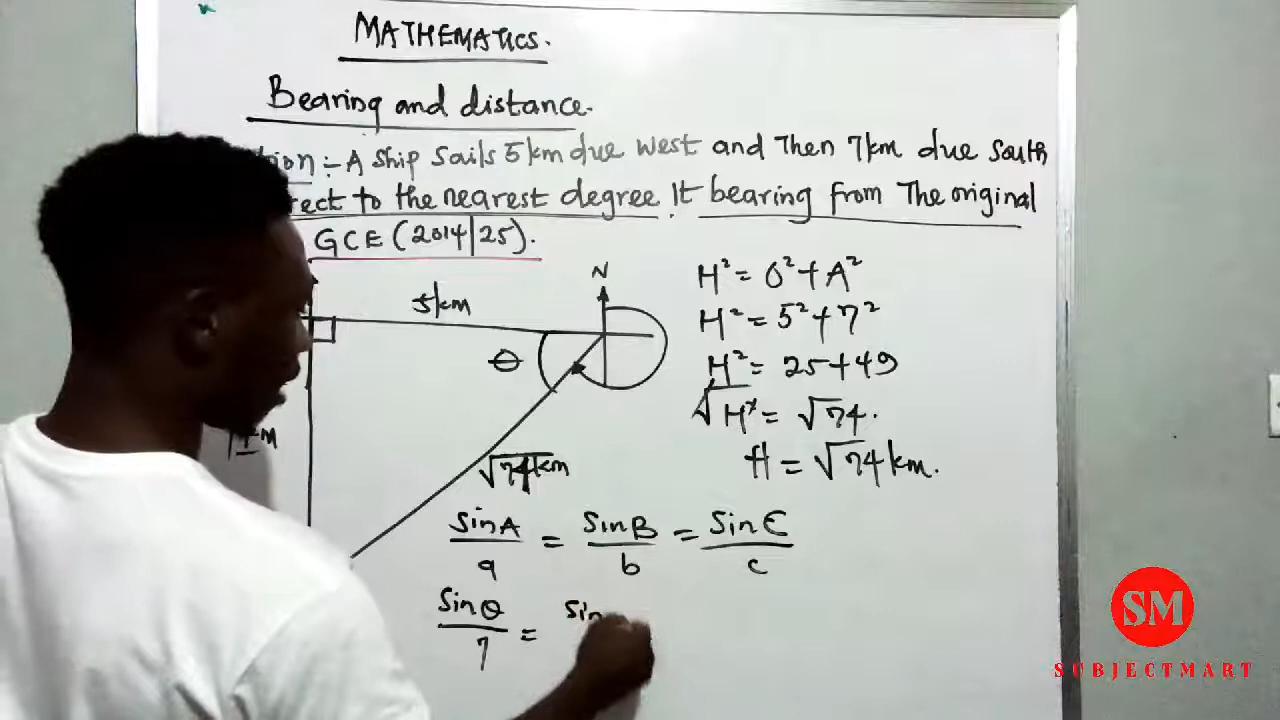 MATHEMATICS.
Bearing and distance.
:- A ship sails 5km due west and Then 7km due south
to the nearest degree It bearing from The original
GCE (2014|25).
N
5km
θ
√74km
H² = O² + A²
H² = 5² + 7²
H² = 25 + 49
√H² = √74.
H = √74 km.
SinA/a = SinB/b = SinC/c
Sinθ/7 = Sin
SM
SUBJECTMART